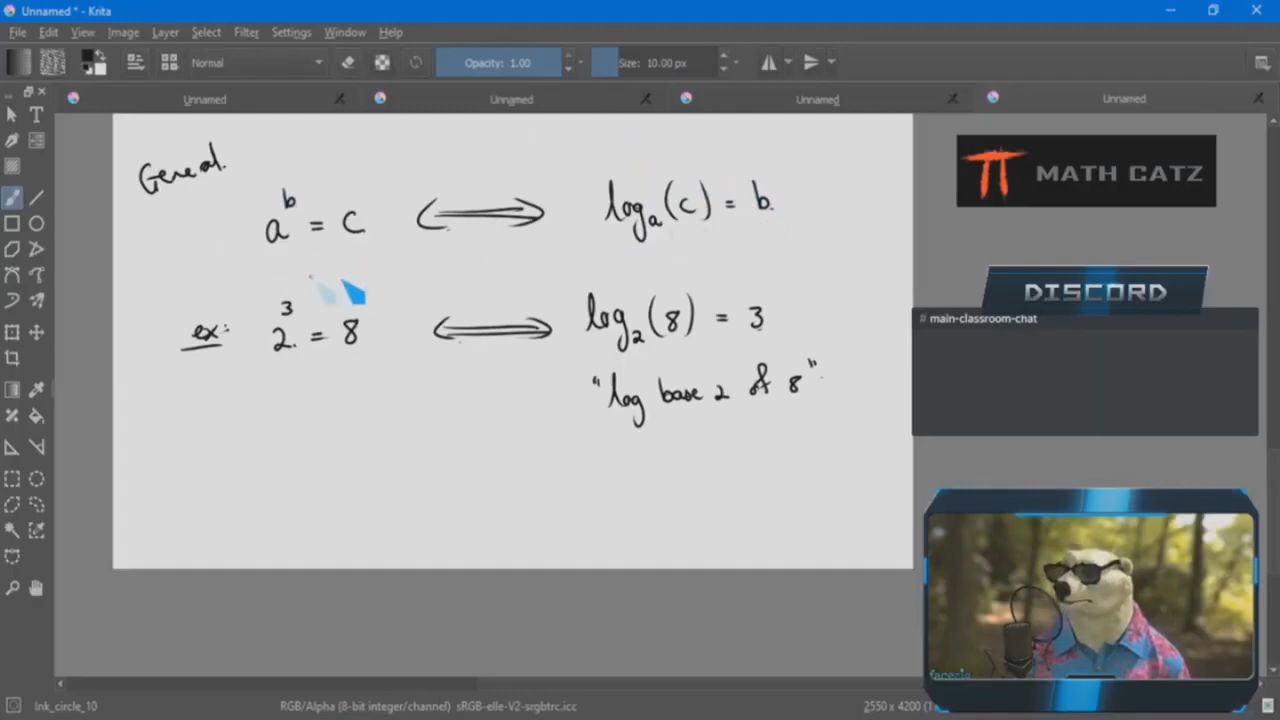 Unnamed * - Krita
File Edit View Image Layer Select Filter Settings Window Help
Normal Opacity: 1.00 Size: 10.00 px
Unnamed Unnamed Unnamed Unnamed
General.
a^b = c ⟺ log_a(c) = b.
ex: 2^3 = 8 ⟺ log_2(8) = 3
"log base 2 of 8"
MATH CATZ
DISCORD
# main-classroom-chat
facerig
Ink_circle_10 RGB/Alpha (8-bit integer/channel) sRGB-elle-V2-srgbtrc.icc 2550 x 4200 (1